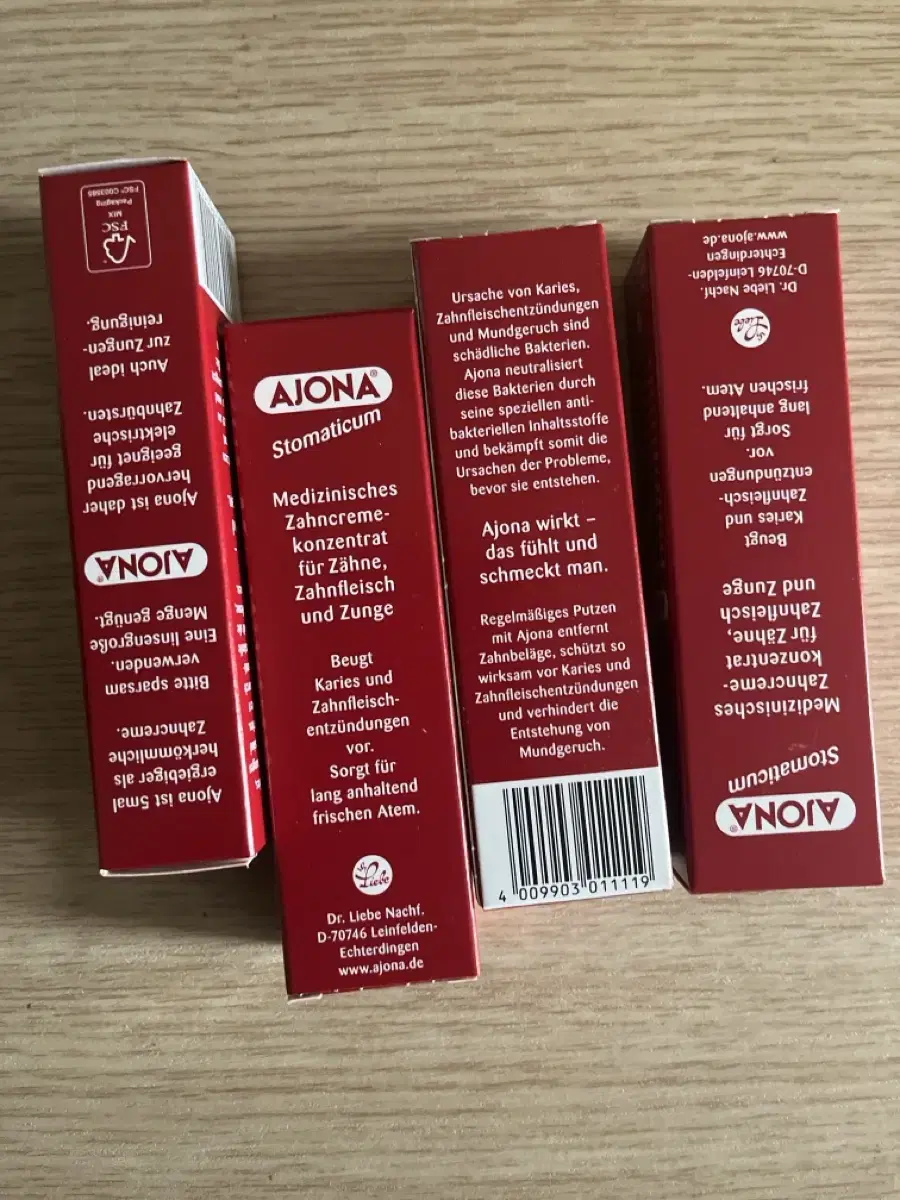 Ajona ist 5mal
ergiebiger als
herkömmliche
Zahncreme.
Bitte sparsam
verwenden.
Eine linsengroße
Menge genügt.
AJONA®
Ajona ist daher
hervorragend
geeignet für
elektrische
Zahnbürsten.
Auch ideal
zur Zungen-
reinigung.
FSC
MIX
Packaging
FSC® C003585
AJONA®
Stomaticum
Medizinisches
Zahncreme-
konzentrat
für Zähne,
Zahnfleisch
und Zunge
Beugt
Karies und
Zahnfleisch-
entzündungen
vor.
Sorgt für
lang anhaltend
frischen Atem.
Dr. Liebe
Dr. Liebe Nachf.
D-70746 Leinfelden-
Echterdingen
www.ajona.de
Ursache von Karies,
Zahnfleischentzündungen
und Mundgeruch sind
schädliche Bakterien.
Ajona neutralisiert
diese Bakterien durch
seine speziellen anti-
bakteriellen Inhaltsstoffe
und bekämpft somit die
Ursachen der Probleme,
bevor sie entstehen.
Ajona wirkt –
das fühlt und
schmeckt man.
Regelmäßiges Putzen
mit Ajona entfernt
Zahnbeläge, schützt so
wirksam vor Karies und
Zahnfleischentzündungen
und verhindert die
Entstehung von
Mundgeruch.
4 009903 011119
AJONA®
Stomaticum
Medizinisches
Zahncreme-
konzentrat
für Zähne,
Zahnfleisch
und Zunge
Beugt
Karies und
Zahnfleisch-
entzündungen
vor.
Sorgt für
lang anhaltend
frischen Atem.
Dr. Liebe
Dr. Liebe Nachf.
D-70746 Leinfelden-
Echterdingen
www.ajona.de